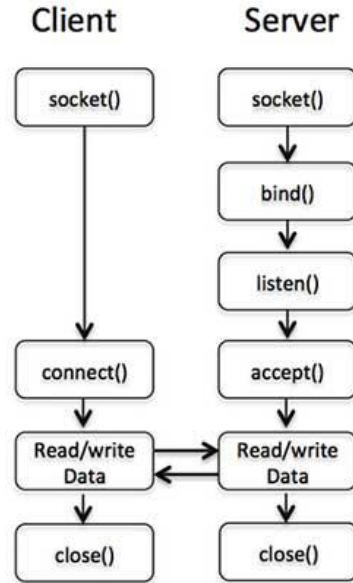 Client
Server
socket()
socket()
bind()
listen()
connect()
accept()
Read/write
Data
Read/write
Data
close()
close()